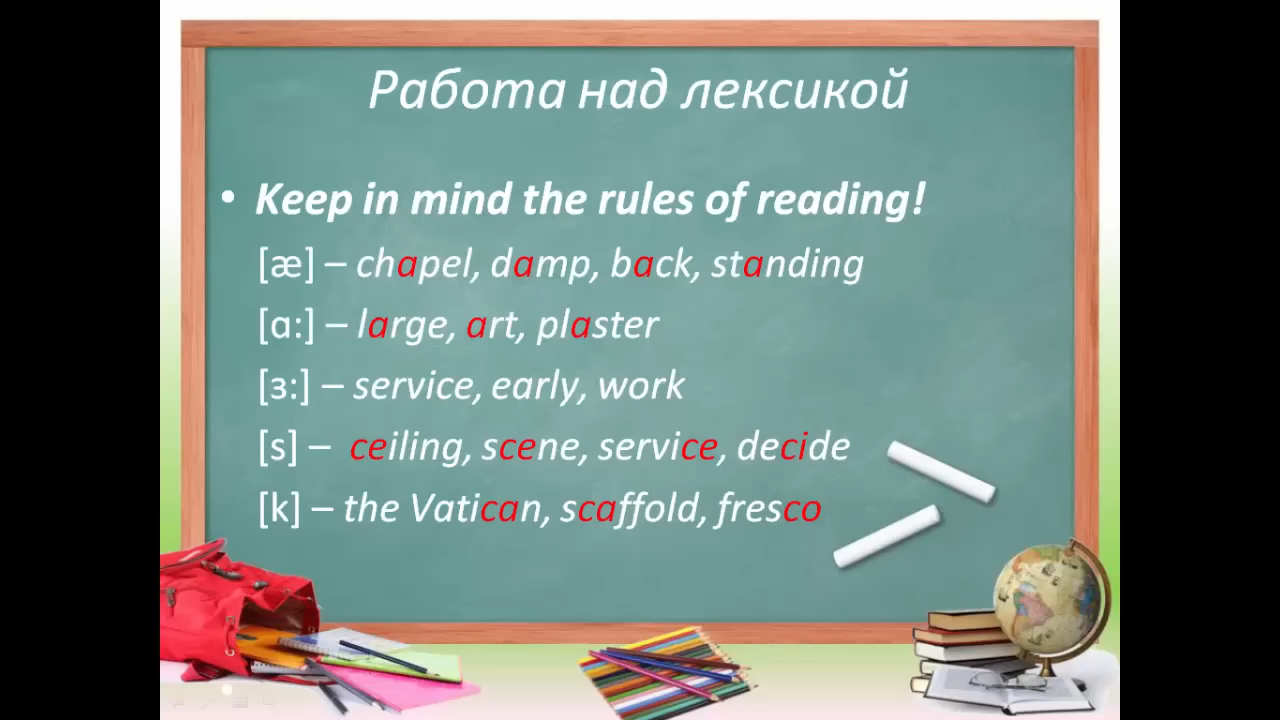 Работа над лексикой
• Keep in mind the rules of reading!
[æ] – chapel, damp, back, standing
[ɑ:] – large, art, plaster
[ɜ:] – service, early, work
[s] – ceiling, scene, service, decide
[k] – the Vatican, scaffold, fresco